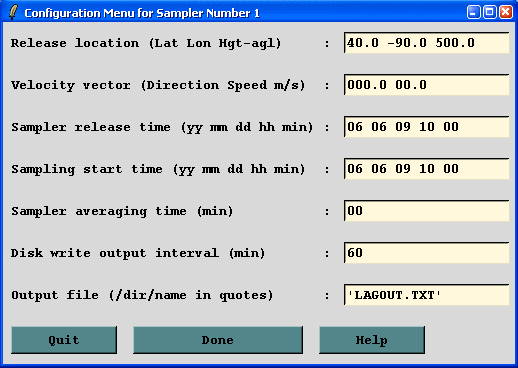 Configuration Menu for Sampler Number 1
Release location (Lat Lon Hgt-agl) : 40.0 -90.0 500.0
Velocity vector (Direction Speed m/s) : 000.0 00.0
Sampler release time (yy mm dd hh min) : 06 06 09 10 00
Sampling start time (yy mm dd hh min) : 06 06 09 10 00
Sampler averaging time (min) : 00
Disk write output interval (min) : 60
Output file (/dir/name in quotes) : 'LAGOUT.TXT'
Quit Done Help